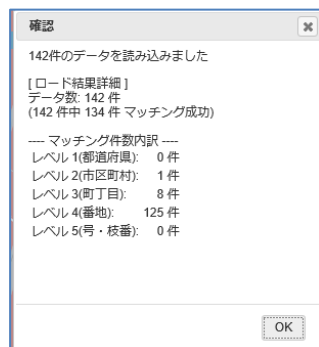 確認
142件のデータを読み込みました
[ロード結果詳細]
データ数: 142 件
(142 件中 134 件 マッチング成功)
---- マッチング件数内訳 ----
レベル 1(都道府県): 0 件
レベル 2(市区町村): 1 件
レベル 3(町丁目): 8 件
レベル 4(番地): 125 件
レベル 5(号・枝番): 0 件
OK